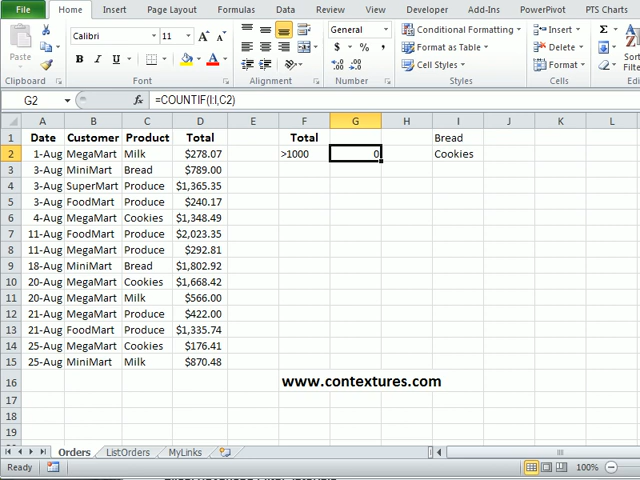 File Home Insert Page Layout Formulas Data Review View Developer Add-Ins PowerPivot PTS Charts
Calibri 11 General Conditional Formatting Insert Σ
Paste B I U A $ % , Format as Table Delete
Cell Styles Format
Clipboard Font Alignment Number Styles Cells
G2 fx =COUNTIF(I:I,C2)
A B C D E F G H I J K L
1 Date Customer Product Total Total Bread
2 1-Aug MegaMart Milk $278.07 >1000 0 Cookies
3 3-Aug MiniMart Bread $789.00
4 3-Aug SuperMart Produce $1,365.35
5 3-Aug FoodMart Produce $240.17
6 4-Aug MegaMart Cookies $1,348.49
7 11-Aug FoodMart Produce $2,023.35
8 11-Aug MegaMart Produce $292.81
9 18-Aug MiniMart Bread $1,802.92
10 20-Aug MegaMart Cookies $1,668.42
11 20-Aug MegaMart Milk $566.00
12 21-Aug MegaMart Produce $422.00
13 21-Aug FoodMart Produce $1,335.74
14 25-Aug MegaMart Cookies $176.41
15 25-Aug MiniMart Milk $870.48
16 www.contextures.com
17
18
19
Orders ListOrders MyLinks
Ready 100%